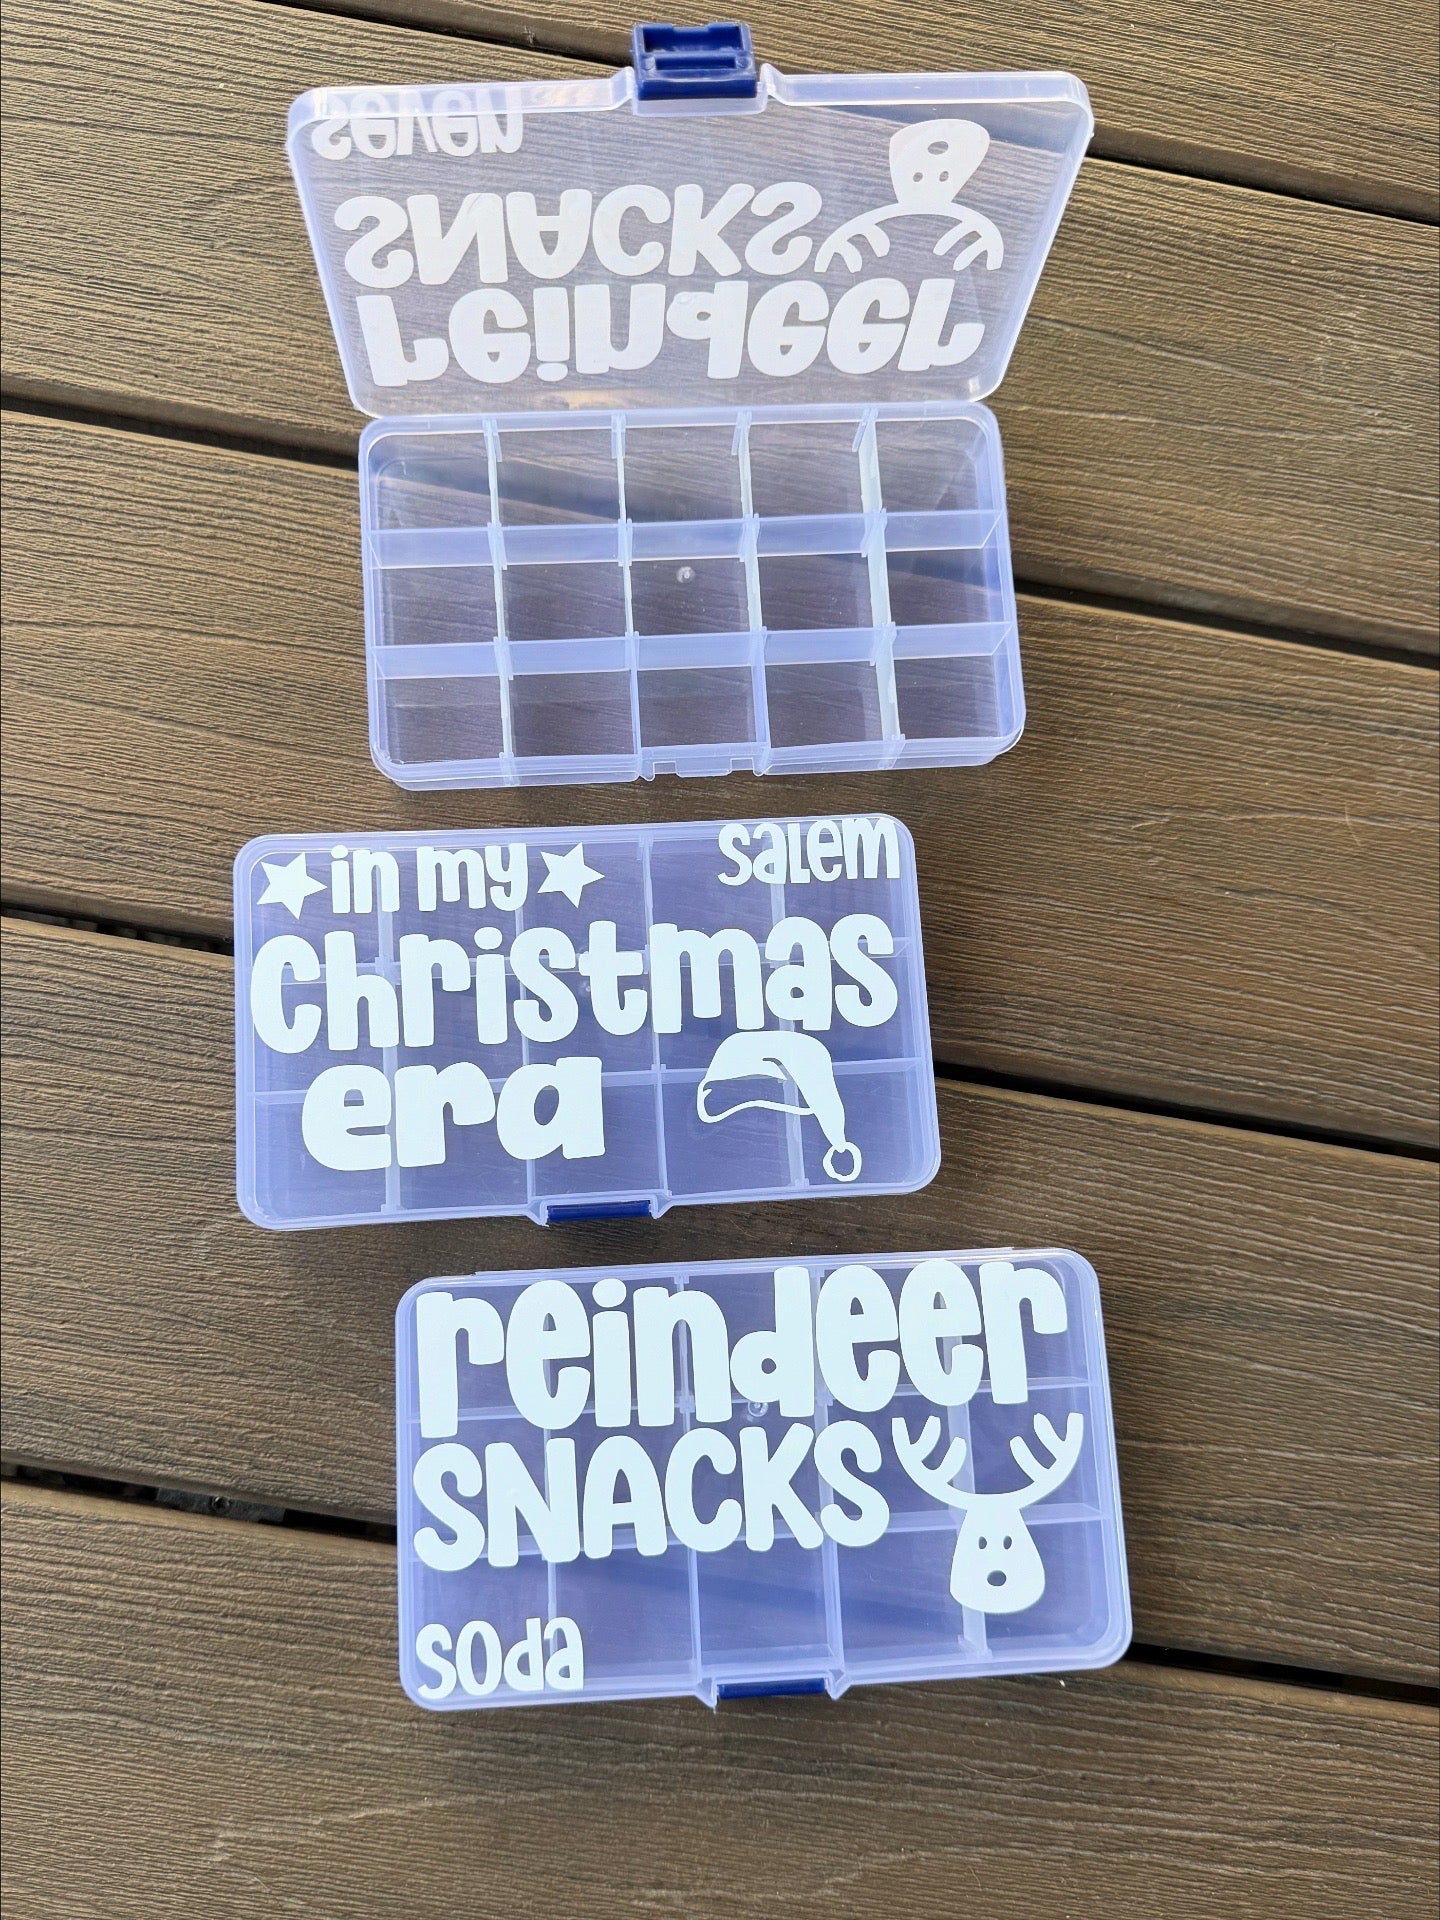 seven
SNACKS
reindeer
in my
salem
Christmas
era
reindeer
SNACKS
soda